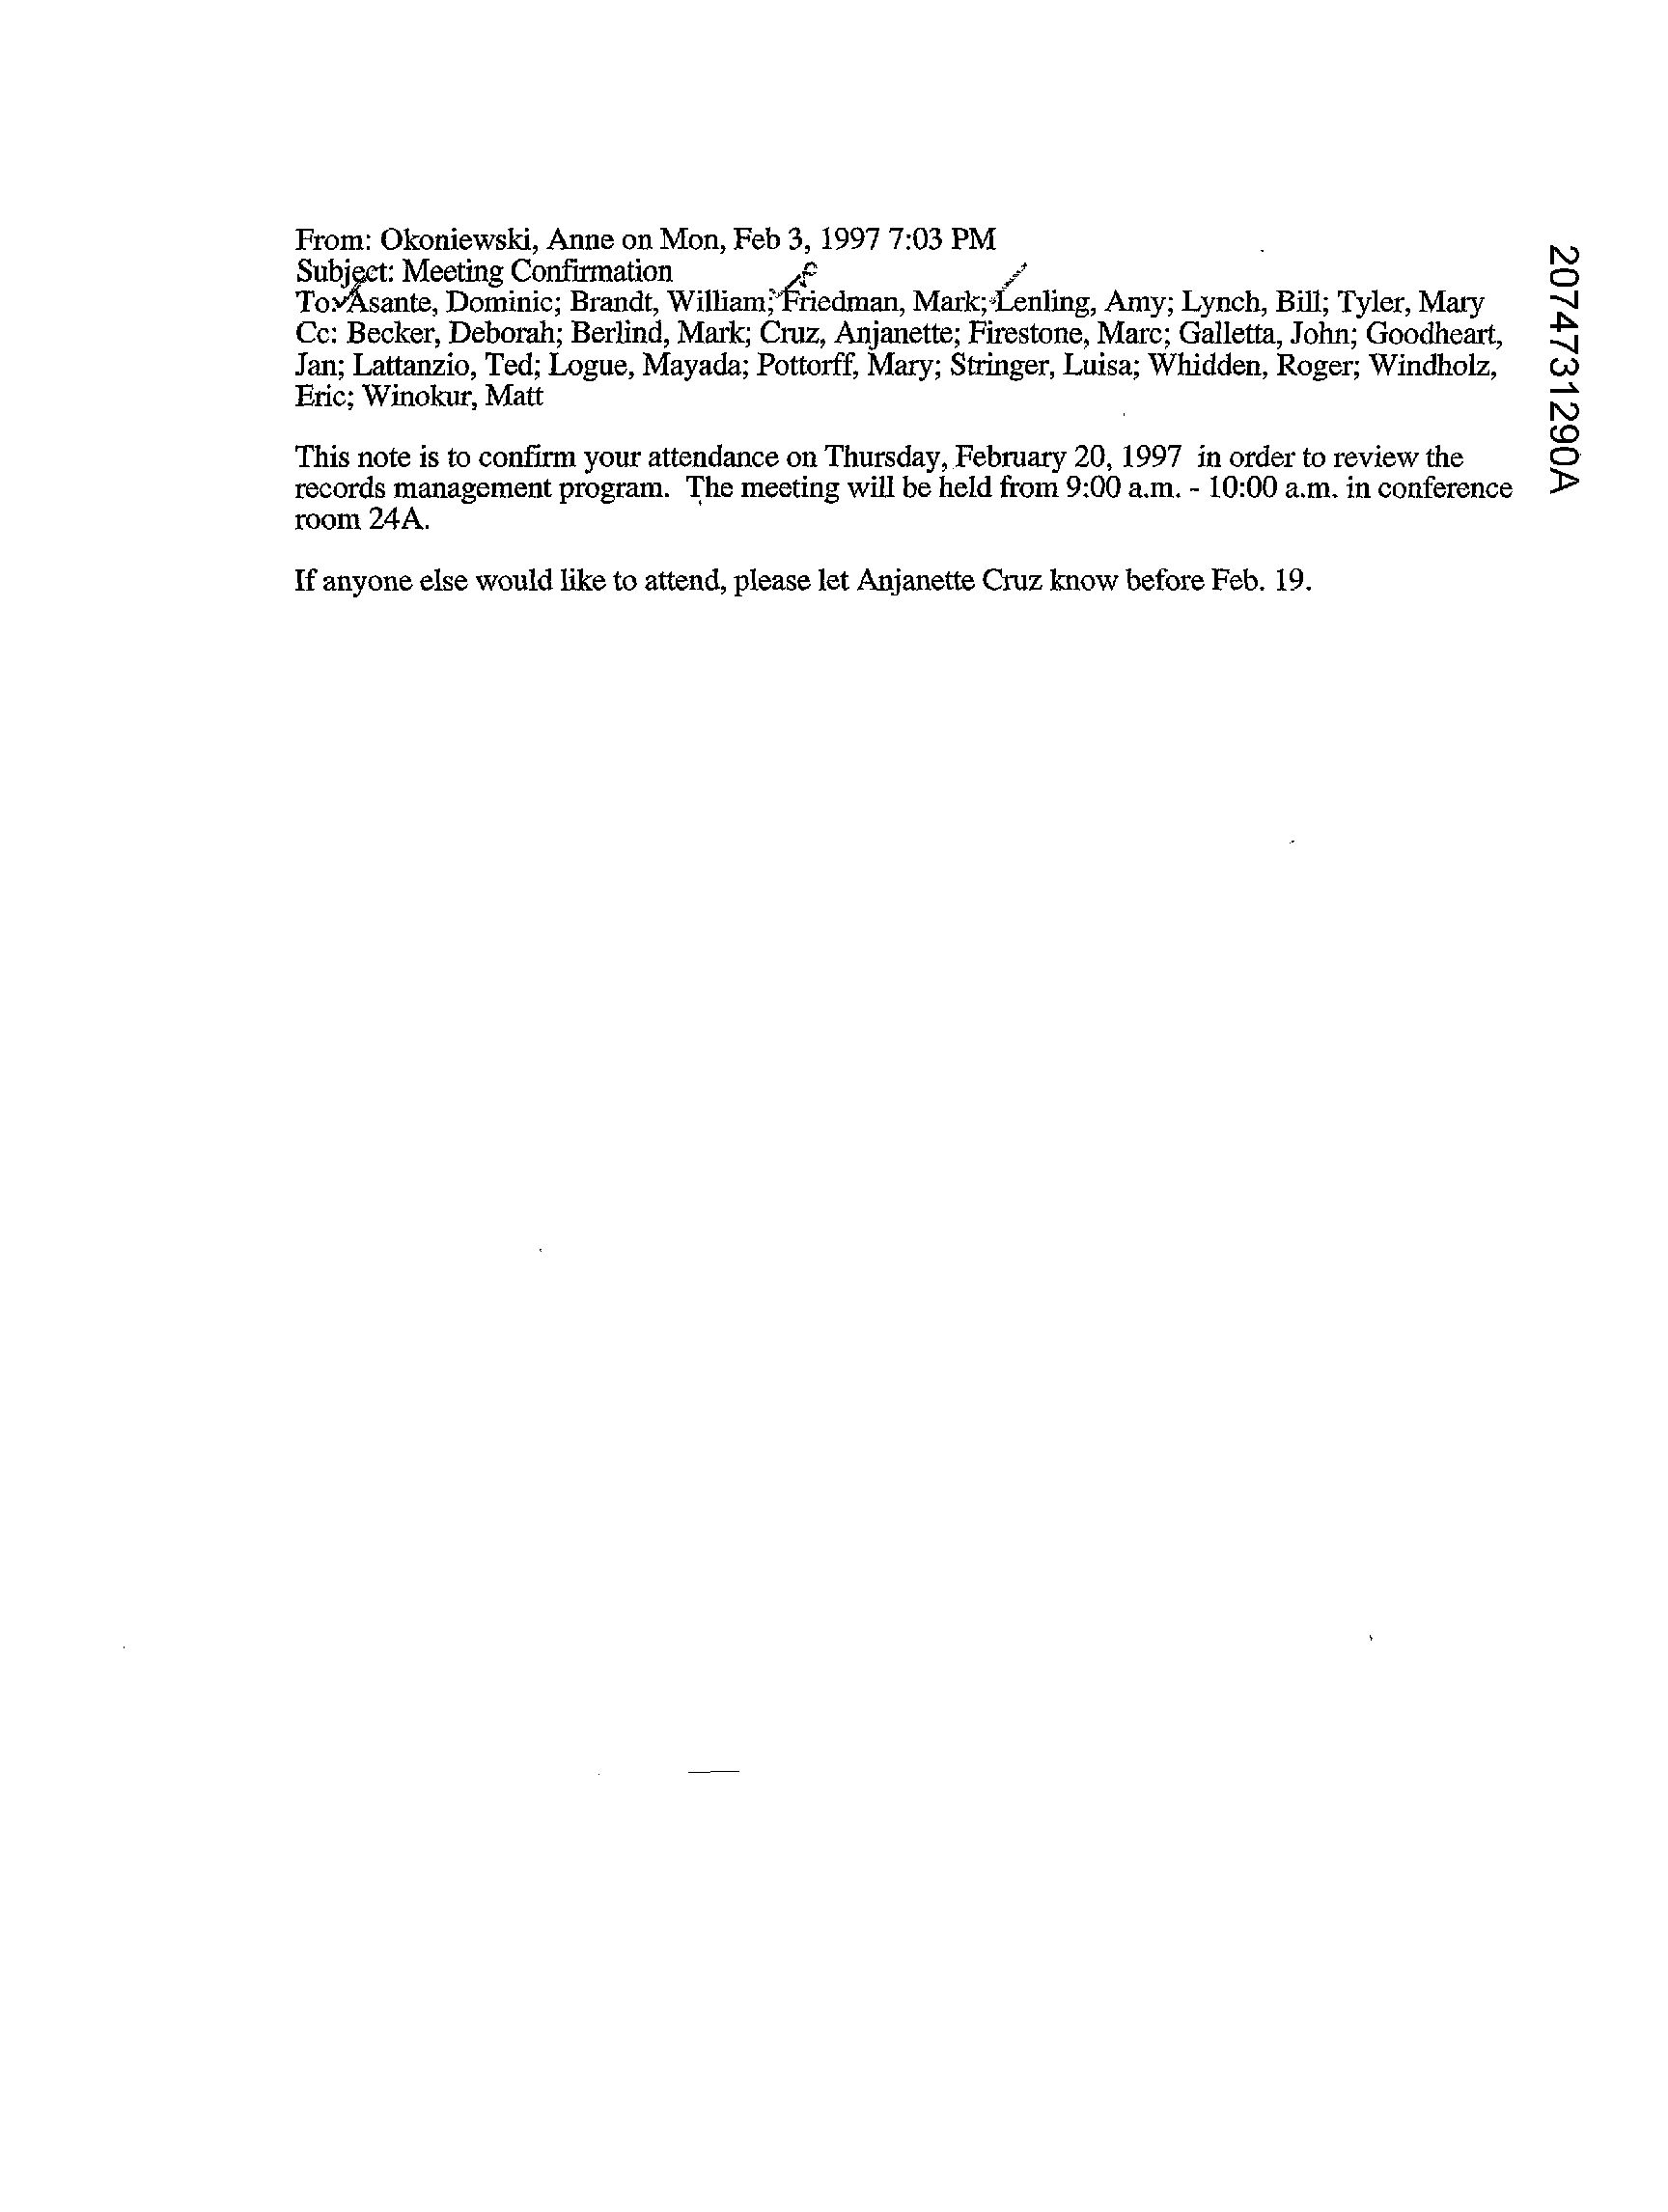 From: Okoniewski, Anne on Mon, Feb 3, 1997 7:03 PM
Subject: Meeting Confirmation
To: Asante, Dominic; Brandt, William; Friedman, Mark; Lenling, Amy; Lynch, Bill; Tyler, Mary
Cc: Becker, Deborah; Berlind, Mark; Cruz, Anjanette; Firestone, Marc; Galletta, John; Goodheart,
Jan; Lattanzio, Ted; Logue, Mayada; Pottorff, Mary; Stringer, Luisa; Whidden, Roger; Windholz,
Eric; Winokur, Matt
This note is to confirm your attendance on Thursday, February 20, 1997 in order to review the
records management program. The meeting will be held from 9:00 a.m. - 10:00 a.m. in conference
room 24A.
If anyone else would like to attend, please let Anjanette Cruz know before Feb. 19.
2074731290A